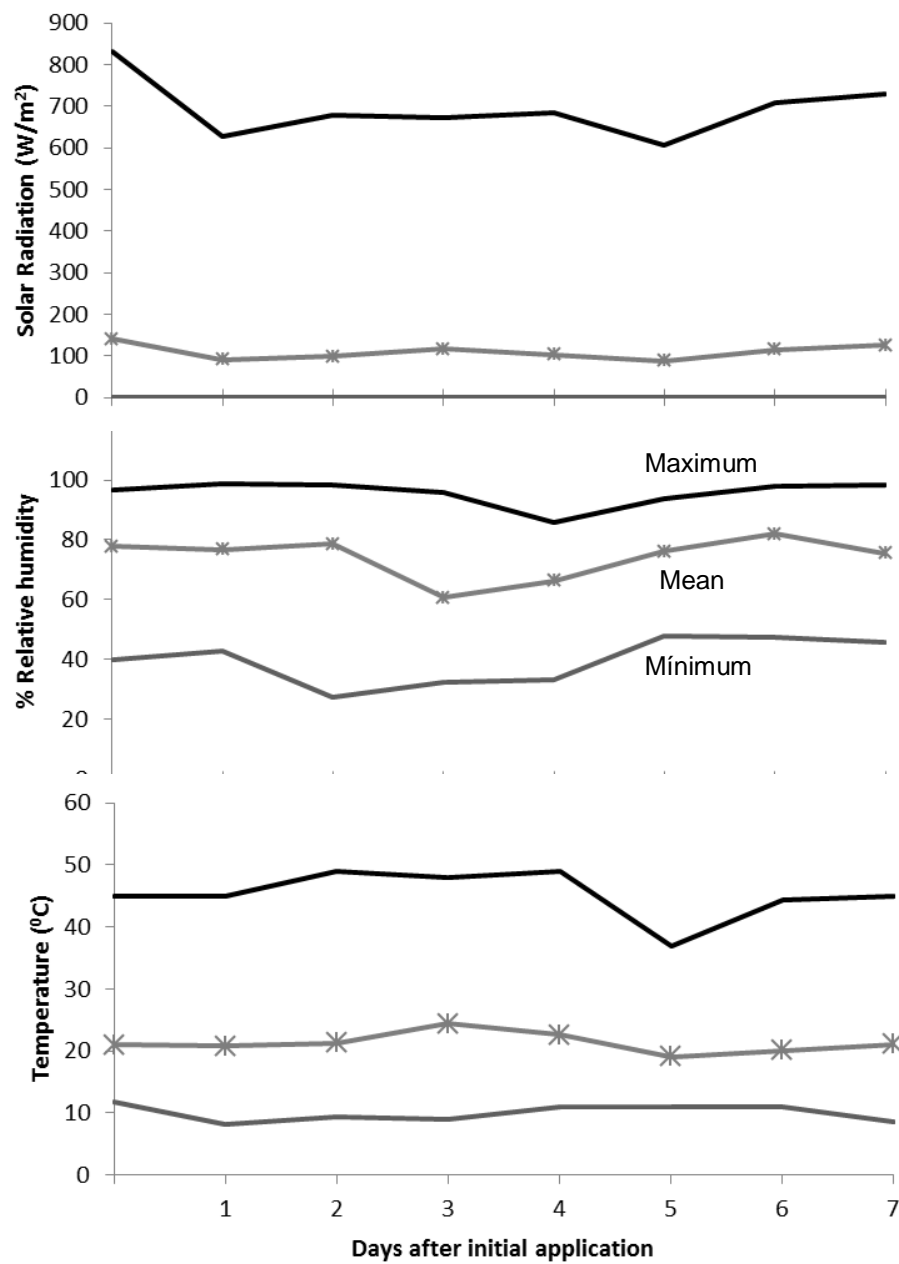 Solar Radiation (W/m²)
900
800
700
600
500
400
300
200
100
0
% Relative humidity
100
80
60
40
20
0
Maximum
Mean
Mínimum
Temperature (⁰C)
60
50
40
30
20
10
0
1 2 3 4 5 6 7
Days after initial application